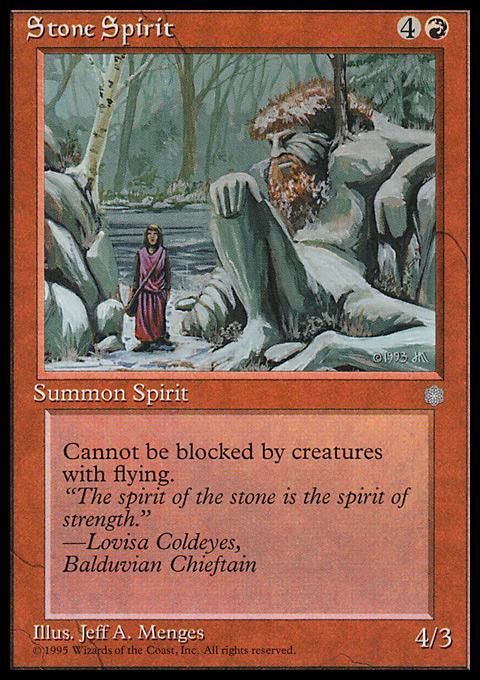 Stone Spirit
4
©1993 JM
Summon Spirit
Cannot be blocked by creatures
with flying.
“The spirit of the stone is the spirit of
strength.”
—Lovisa Coldeyes,
Balduvian Chieftain
Illus. Jeff A. Menges
4/3
©1995 Wizards of the Coast, Inc. All rights reserved.